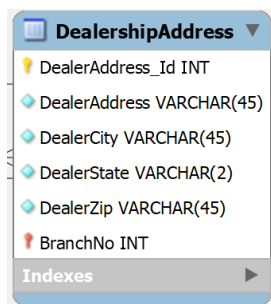 DealershipAddress
DealerAddress_Id INT
DealerAddress VARCHAR(45)
DealerCity VARCHAR(45)
DealerState VARCHAR(2)
DealerZip VARCHAR(45)
BranchNo INT
Indexes